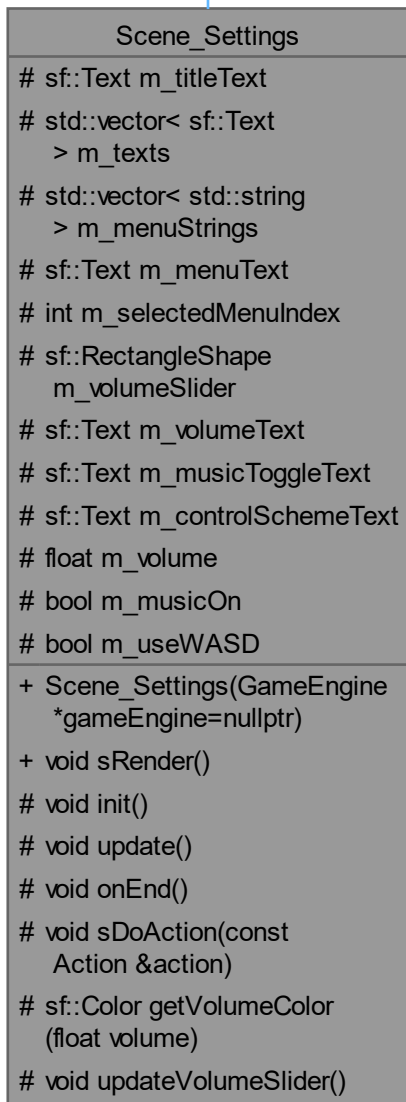 Scene_Settings
# sf::Text m_titleText
# std::vector< sf::Text
> m_texts
# std::vector< std::string
> m_menuStrings
# sf::Text m_menuText
# int m_selectedMenuIndex
# sf::RectangleShape
m_volumeSlider
# sf::Text m_volumeText
# sf::Text m_musicToggleText
# sf::Text m_controlSchemeText
# float m_volume
# bool m_musicOn
# bool m_useWASD
+ Scene_Settings(GameEngine
*gameEngine=nullptr)
+ void sRender()
# void init()
# void update()
# void onEnd()
# void sDoAction(const
Action &action)
# sf::Color getVolumeColor
(float volume)
# void updateVolumeSlider()